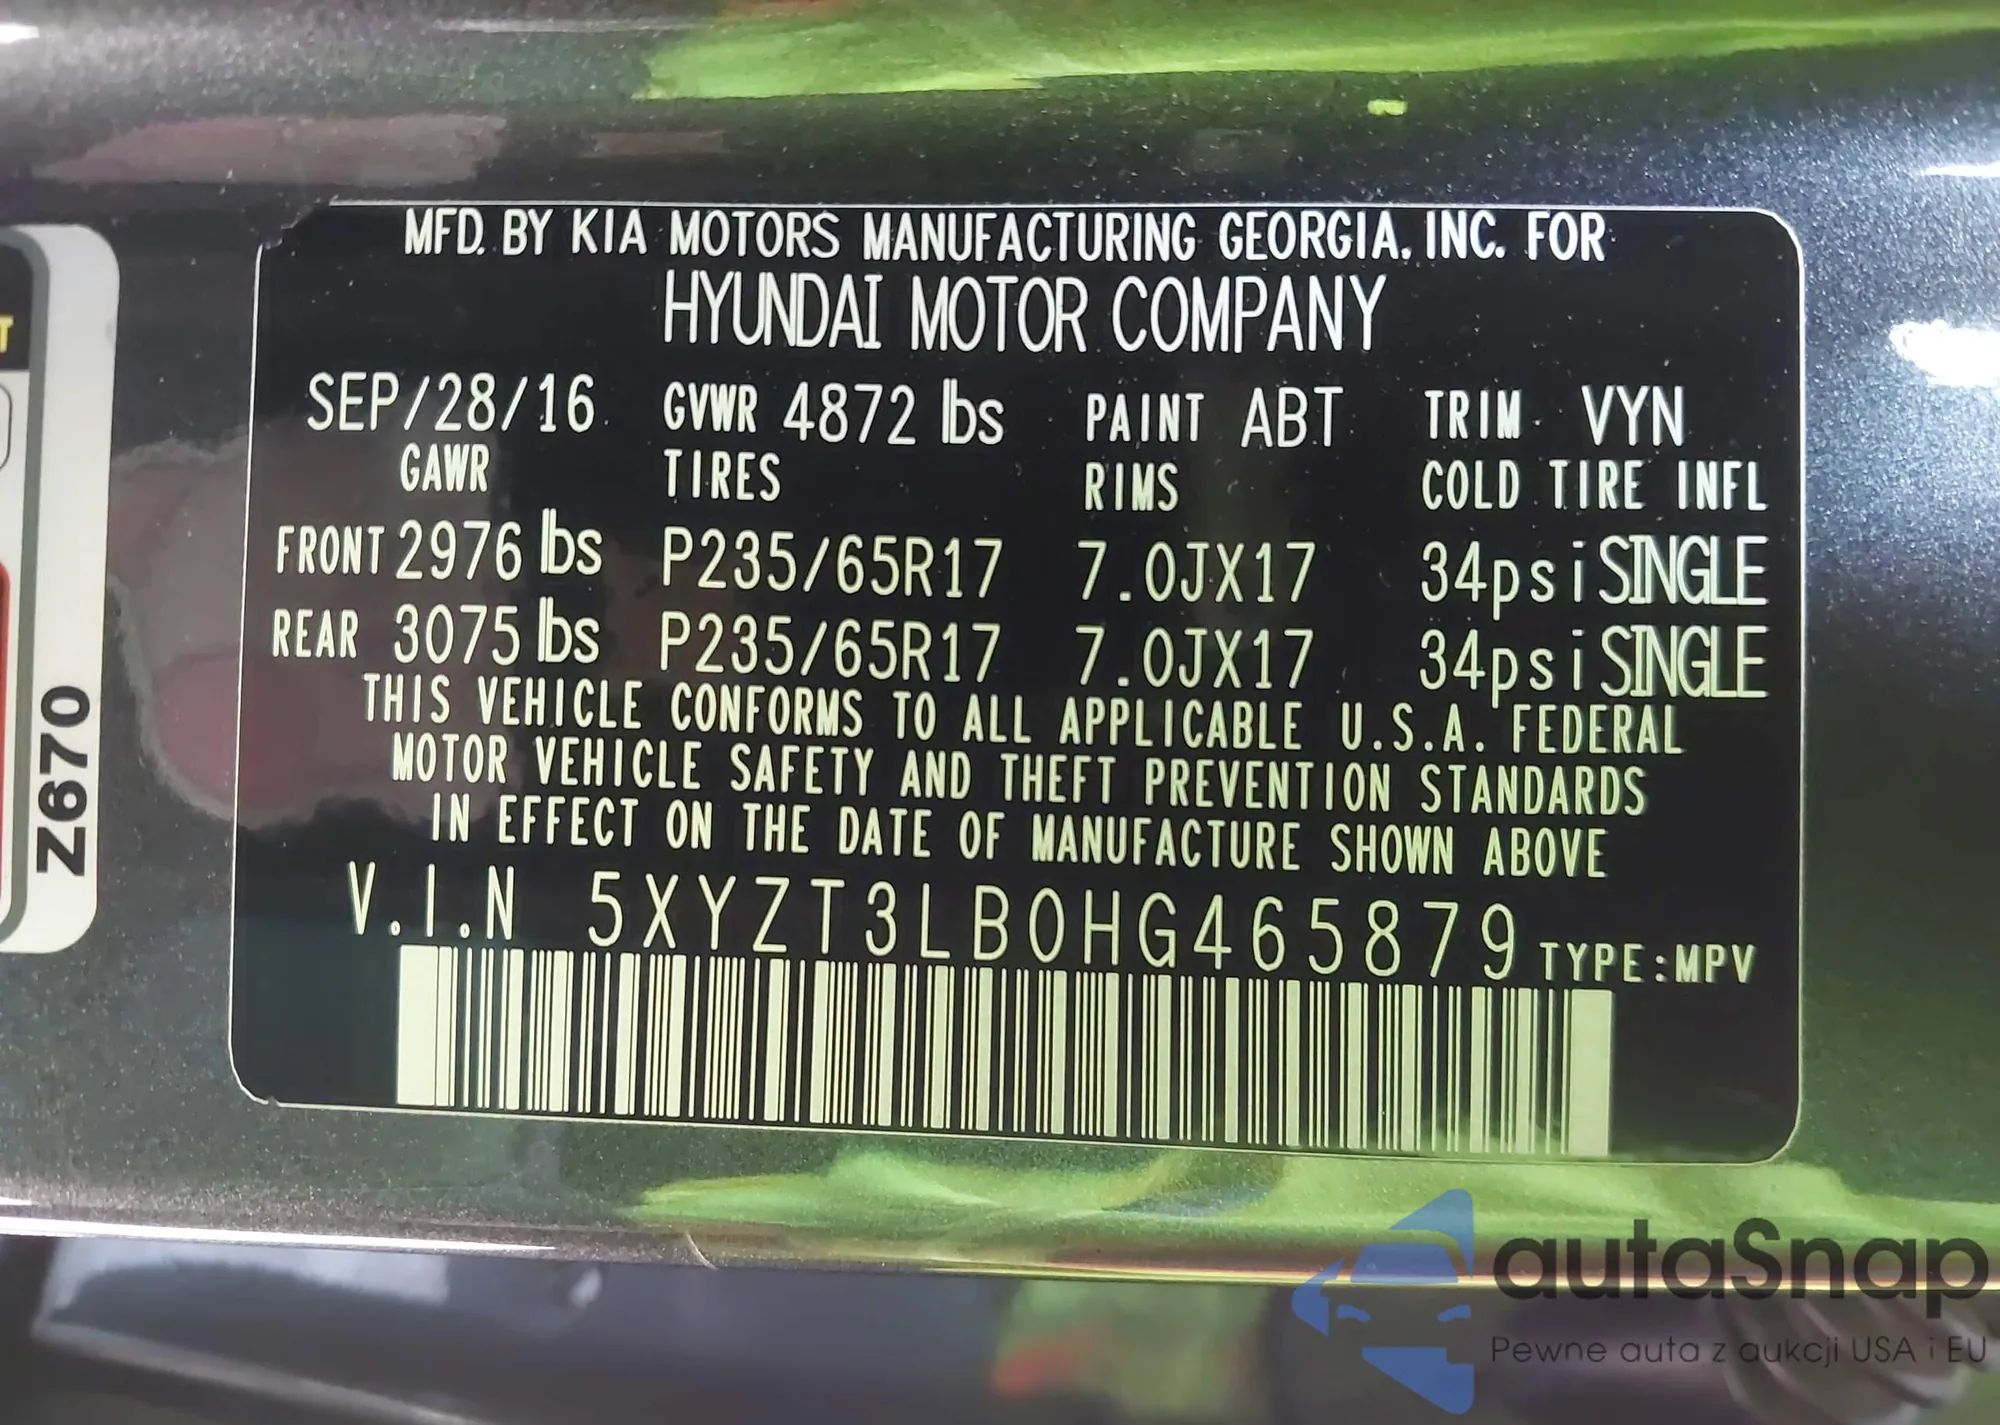 MFD. BY KIA MOTORS MANUFACTURING GEORGIA, INC. FOR
HYUNDAI MOTOR COMPANY
SEP/28/16 GVWR 4872 lbs PAINT ABT TRIM VYN
GAWR TIRES RIMS COLD TIRE INFL
FRONT 2976 lbs P235/65R17 7.0JX17 34psi SINGLE
REAR 3075 lbs P235/65R17 7.0JX17 34psi SINGLE
THIS VEHICLE CONFORMS TO ALL APPLICABLE U.S.A. FEDERAL
MOTOR VEHICLE SAFETY AND THEFT PREVENTION STANDARDS
IN EFFECT ON THE DATE OF MANUFACTURE SHOWN ABOVE
V.I.N 5XYZT3LB0HG465879 TYPE:MPV
Z670
T
autaSnap
Pewne auta z aukcji USA i EU